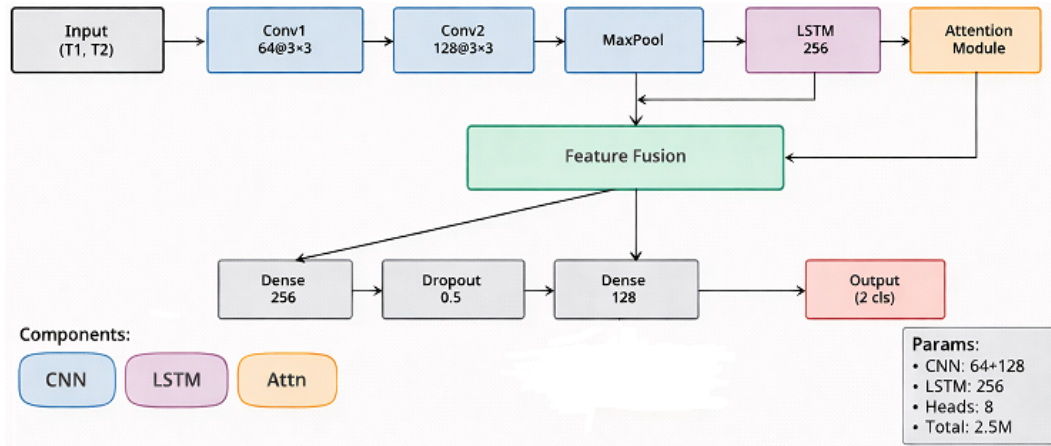 Input
(T1, T2)
Conv1
64@3×3
Conv2
128@3×3
MaxPool
LSTM
256
Attention
Module
Feature Fusion
Dense
256
Dropout
0.5
Dense
128
Output
(2 cls)
Components:
CNN
LSTM
Attn
Params:
• CNN: 64+128
• LSTM: 256
• Heads: 8
• Total: 2.5M